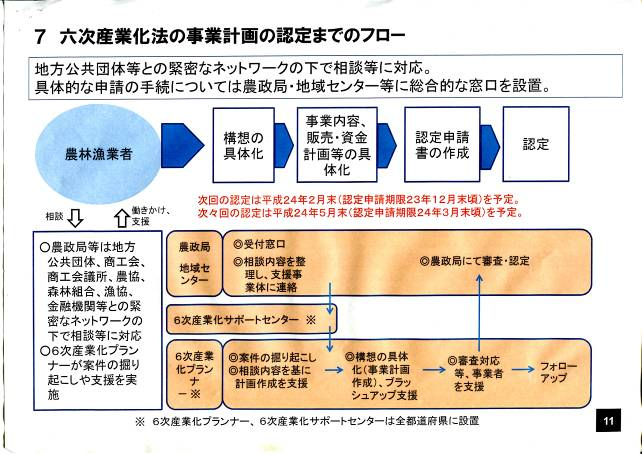 7 六次産業化法の事業計画の認定までのフロー
地方公共団体等との緊密なネットワークの下で相談等に対応。
具体的な申請の手続については農政局・地域センター等に総合的な窓口を設置。
農林漁業者
構想の
具体化
事業内容、
販売・資金
計画等の具
体化
認定申請
書の作成
認定
次回の認定は平成24年2月末(認定申請期限23年12月末頃)を予定。
次々回の認定は平成24年5月末(認定申請期限24年3月末頃)を予定。
相談
働きかけ、
支援
○農政局等は地方
公共団体、商工会、
商工会議所、農協、
森林組合、漁協、
金融機関等との緊
密なネットワークの
下で相談等に対応
○6次産業化プラン
ナーが案件の掘り
起こしや支援を実
施
農政局
地域セ
ンター
◎受付窓口
◎相談内容を整
理し、支援事
業体に連絡
◎農政局にて審査・認定
6次産業化サポートセンター ※
6次産業
化プラン
ナ
ー※
◎案件の掘り起こし
◎相談内容を基に
計画作成を支援
◎構想の具体
化(事業計画
作成)、ブラッ
シュアップ支援
◎審査対応
等、事業者
を支援
フォロー
アップ
※ 6次産業化プランナー、6次産業化サポートセンターは全都道府県に設置
11